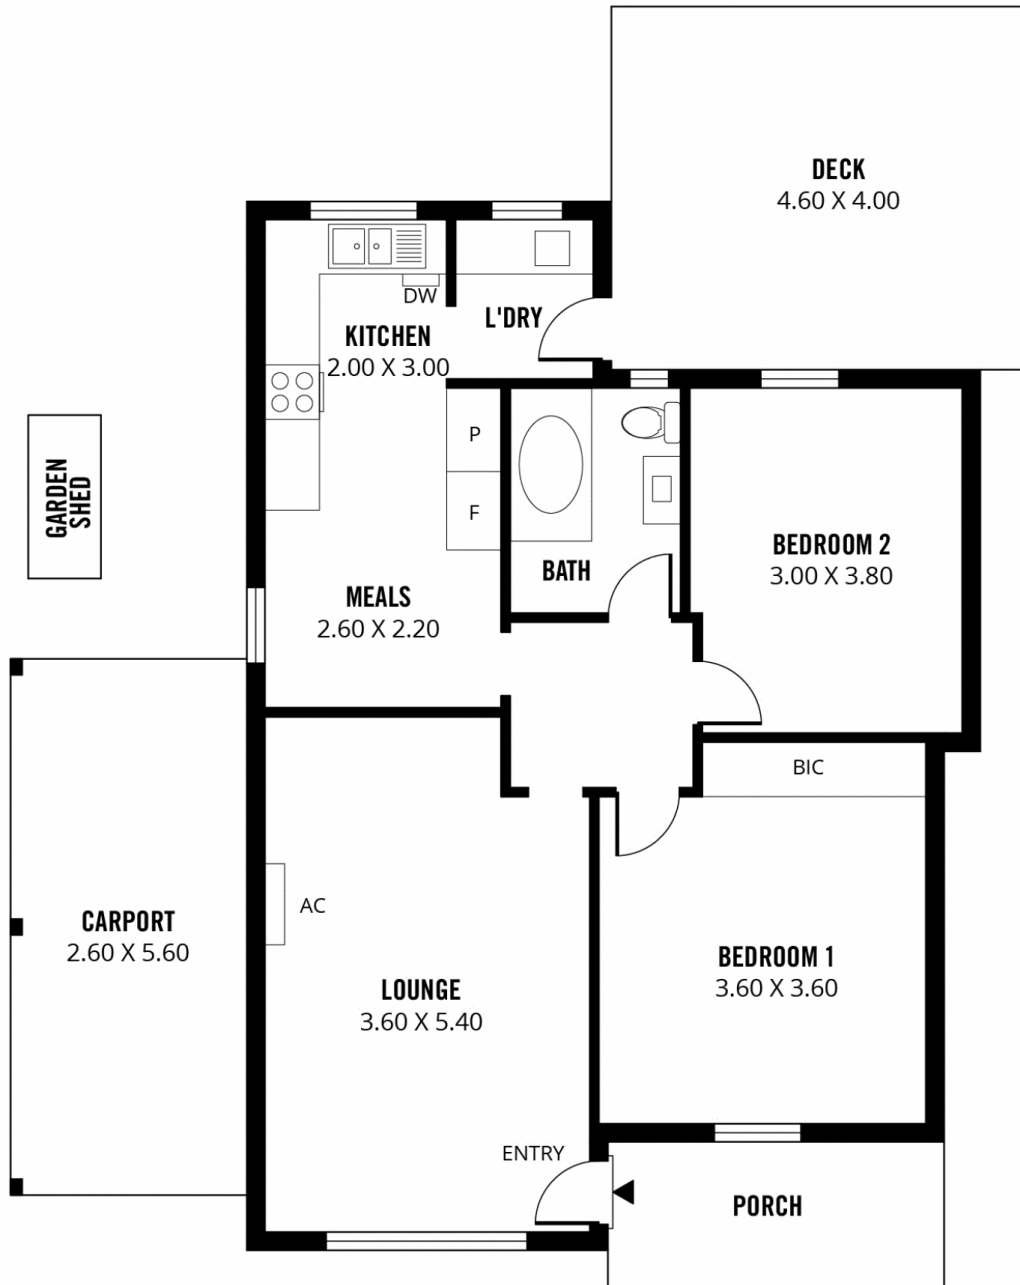 DECK
4.60 X 4.00
DW
KITCHEN
2.00 X 3.00
L'DRY
P
F
GARDEN
SHED
BATH
BEDROOM 2
3.00 X 3.80
MEALS
2.60 X 2.20
BIC
AC
CARPORT
2.60 X 5.60
LOUNGE
3.60 X 5.40
BEDROOM 1
3.60 X 3.60
ENTRY
PORCH